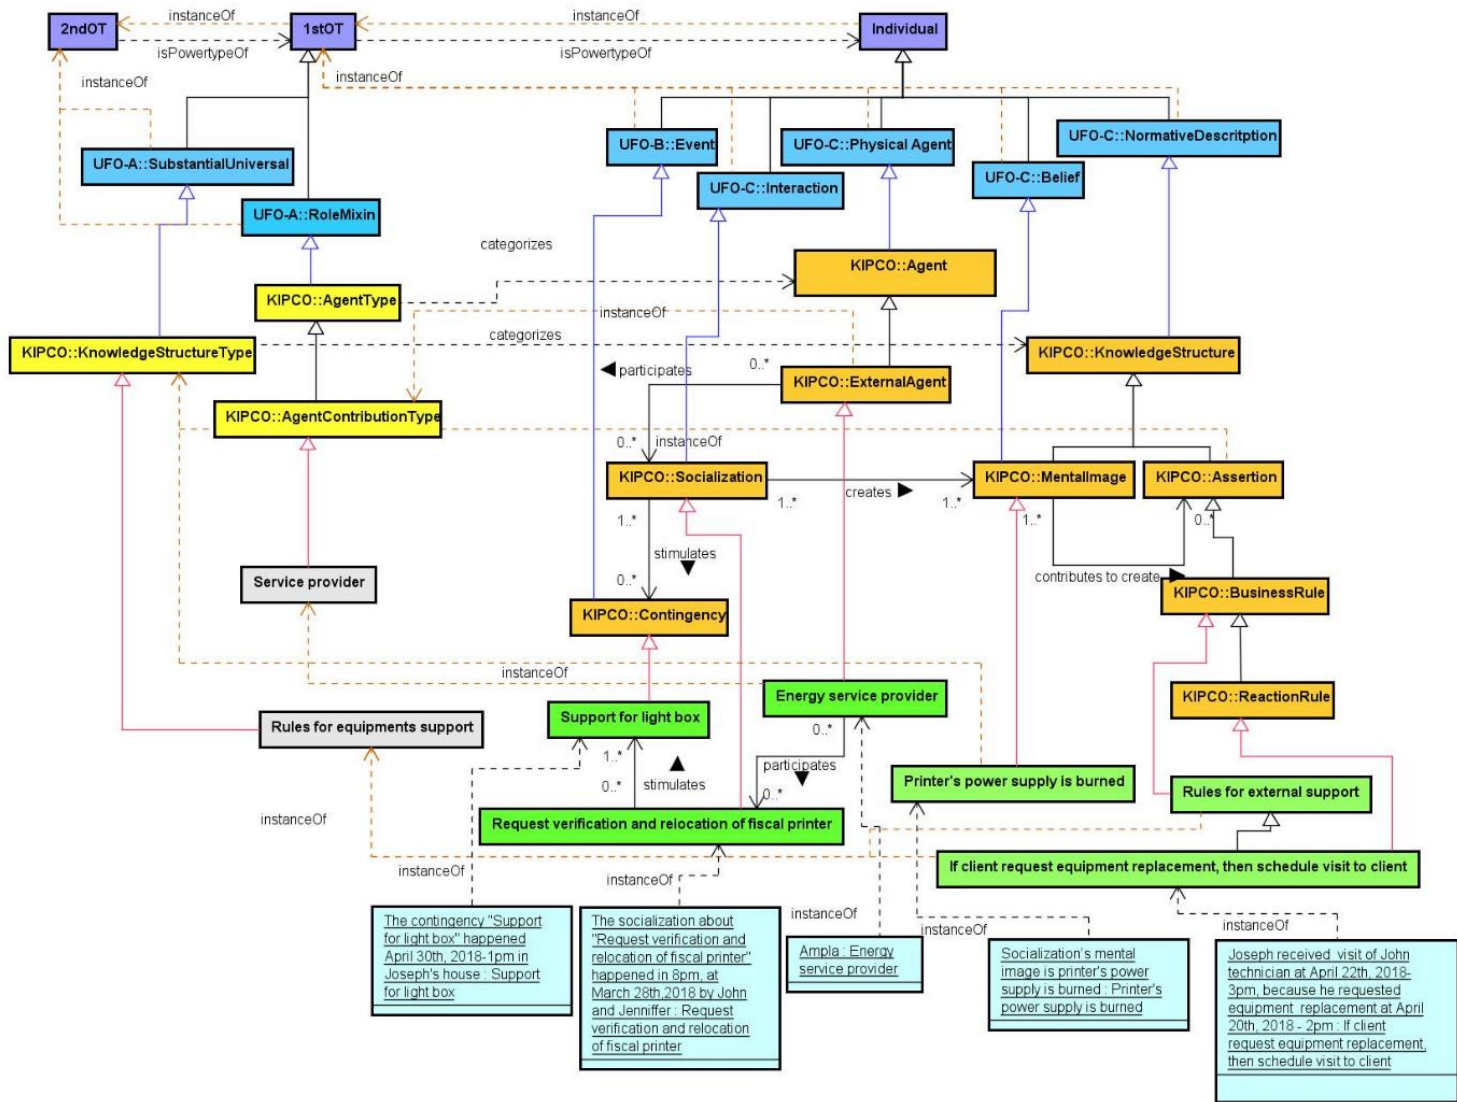 instanceOf
instanceOf
2ndOT
1stOT
Individual
isPowertypeOf
isPowertypeOf
instanceOf
instanceOf
UFO-B::Event
UFO-C::Physical Agent
UFO-C::NormativeDescritption
UFO-A::SubstantialUniversal
UFO-C::Interaction
UFO-C::Belief
UFO-A::RoleMixin
categorizes
KIPCO::Agent
KIPCO::AgentType
instanceOf
categorizes
KIPCO::KnowledgeStructureType
KIPCO::KnowledgeStructure
participates
0..*
KIPCO::ExternalAgent
KIPCO::AgentContributionType
0..*
instanceOf
KIPCO::Socialization
KIPCO::MentalImage
KIPCO::Assertion
creates
1..*
1..*
1..*
1..*
0..*
stimulates
Service provider
0..*
contributes to create
KIPCO::BusinessRule
KIPCO::Contingency
instanceOf
Energy service provider
KIPCO::ReactionRule
Rules for equipments support
Support for light box
0..*
1..*
participates
Printer's power supply is burned
Rules for external support
0..*
stimulates
0..*
instanceOf
Request verification and relocation of fiscal printer
If client request equipment replacement, then schedule visit to client
instanceOf
instanceOf
instanceOf
instanceOf
instanceOf
The contingency "Support
for light box" happened
April 30th, 2018-1pm in
Joseph's house : Support
for light box
The socialization about
"Request verification and
relocation of fiscal printer"
happened in 8pm, at
March 28th,2018 by John
and Jenniffer : Request
verification and relocation
of fiscal printer
Ampla : Energy
service provider
Socialization's mental
image is printer's power
supply is burned : Printer's
power supply is burned
Joseph received visit of John
technician at April 22th, 2018-
3pm, because he requested
equipment replacement at April
20th, 2018 - 2pm : If client
request equipment replacement,
then schedule visit to client